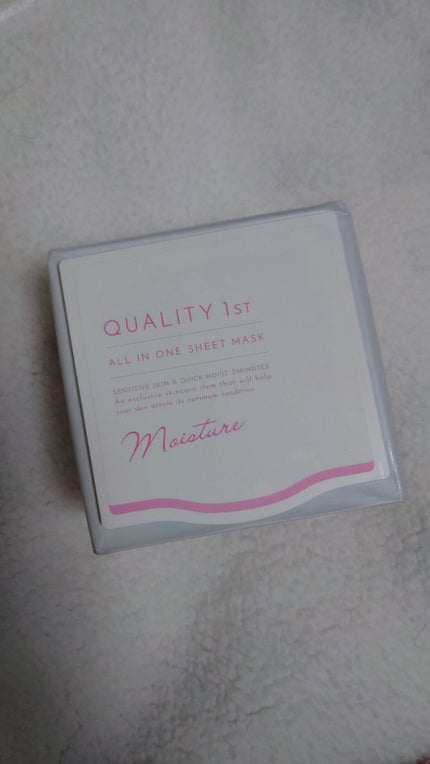 QUALITY 1ST
ALL IN ONE SHEET MASK
SENSITIVE SKIN & QUICK MOIST 3MINUTES
An exclusive skincare item that will help
your skin attain its optimum condition.
Moisture